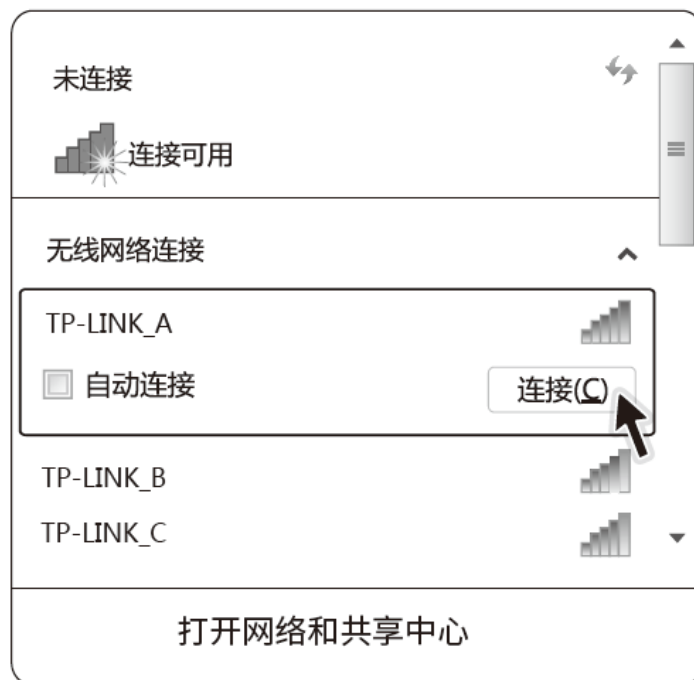 未连接
连接可用
无线网络连接
TP-LINK_A
自动连接
连接(C)
TP-LINK_B
TP-LINK_C
打开网络和共享中心